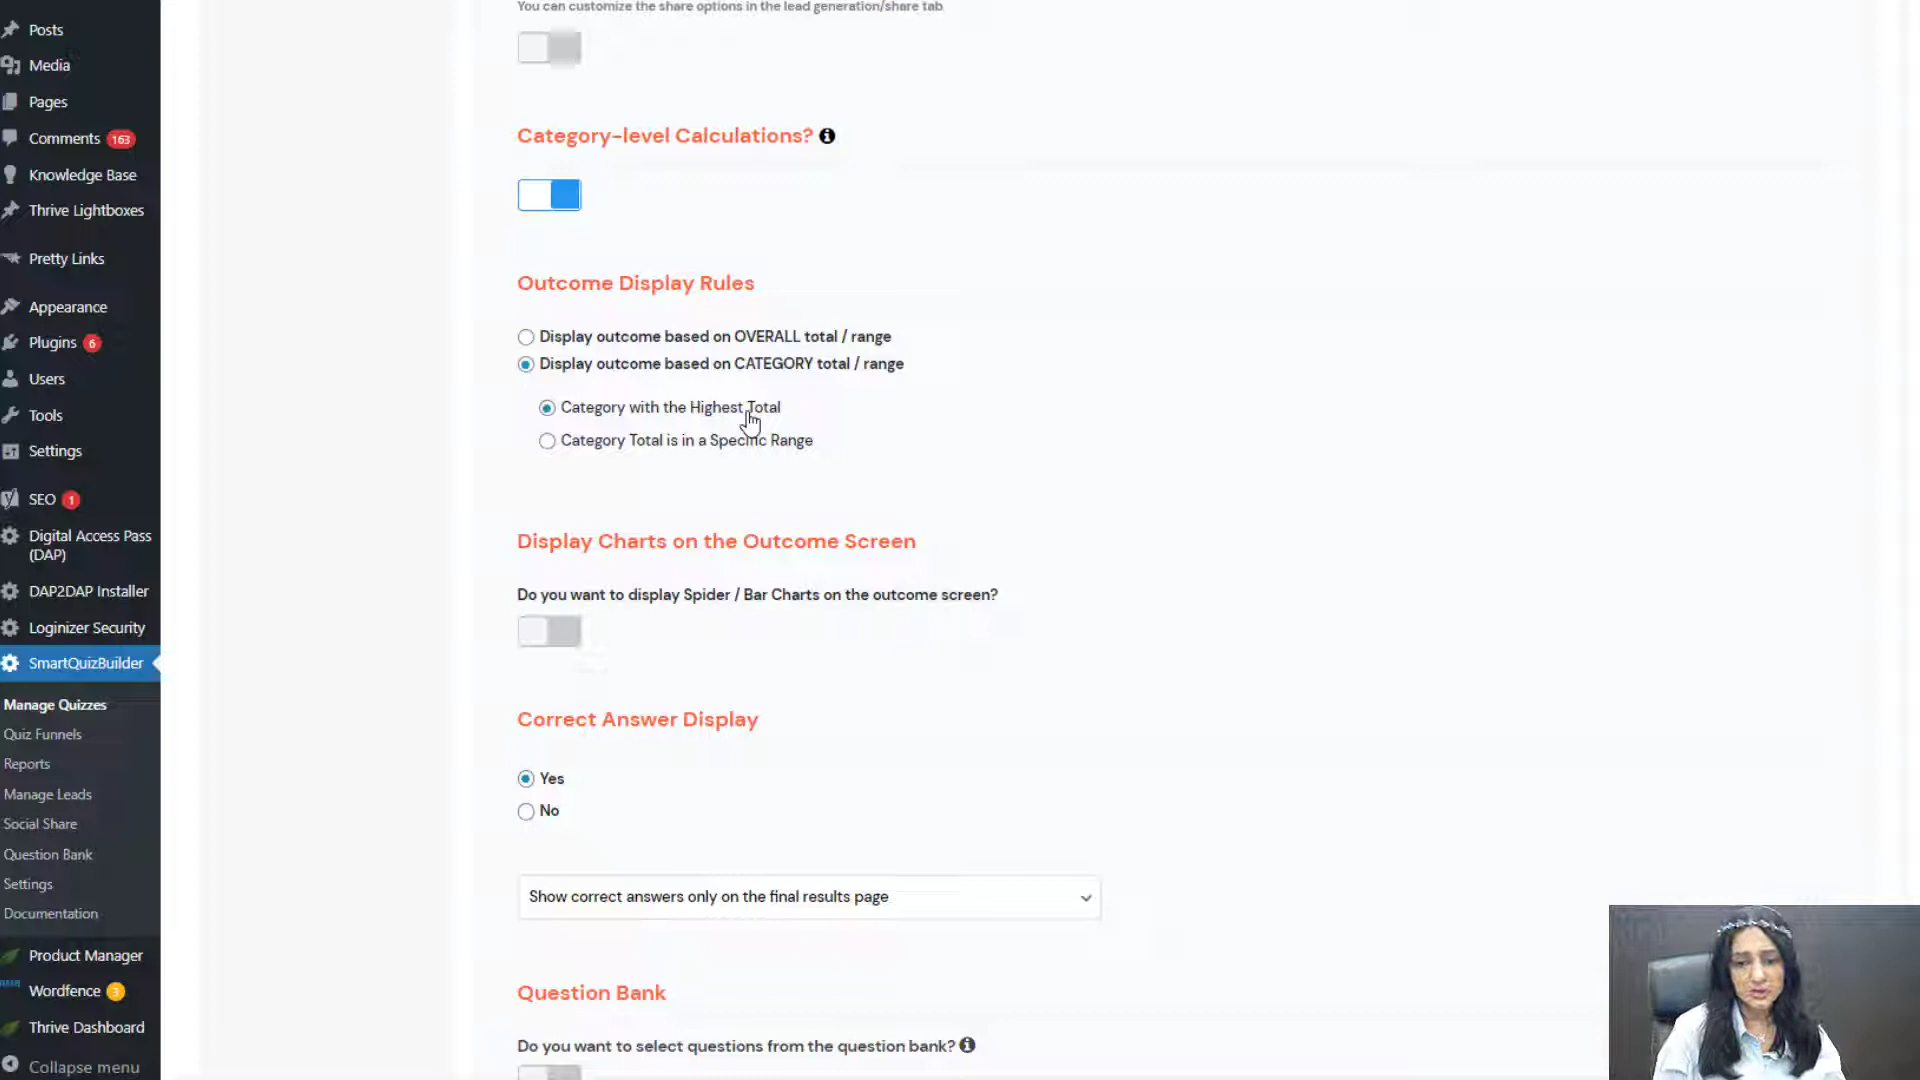 Posts
Media
Pages
Comments 163
Knowledge Base
Thrive Lightboxes
Pretty Links
Appearance
Plugins 6
Users
Tools
Settings
SEO 1
Digital Access Pass
(DAP)
DAP2DAP Installer
Loginizer Security
SmartQuizBuilder
Manage Quizzes
Quiz Funnels
Reports
Manage Leads
Social Share
Question Bank
Settings
Documentation
Product Manager
Wordfence 3
Thrive Dashboard
Collapse menu
You can customize the share options in the lead generation/share tab
Category-level Calculations?
Outcome Display Rules
Display outcome based on OVERALL total / range
Display outcome based on CATEGORY total / range
Category with the Highest Total
Category Total is in a Specific Range
Display Charts on the Outcome Screen
Do you want to display Spider / Bar Charts on the outcome screen?
Correct Answer Display
Yes
No
Show correct answers only on the final results page
Question Bank
Do you want to select questions from the question bank?